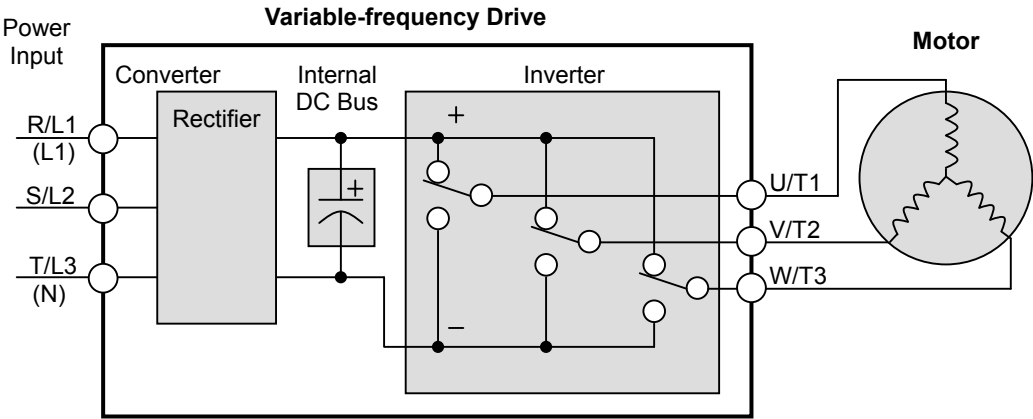 Variable-frequency Drive
Power
Input
Motor
Converter
Internal
DC Bus
Inverter
Rectifier
R/L1
(L1)
S/L2
T/L3
(N)
+
+
–
U/T1
V/T2
W/T3